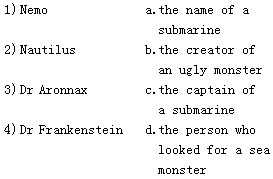 1) Nemo a. the name of a
submarine
2) Nautilus b. the creator of
an ugly monster
3) Dr Aronnax c. the captain of
a submarine
4) Dr Frankenstein d. the person who
looked for a sea
monster